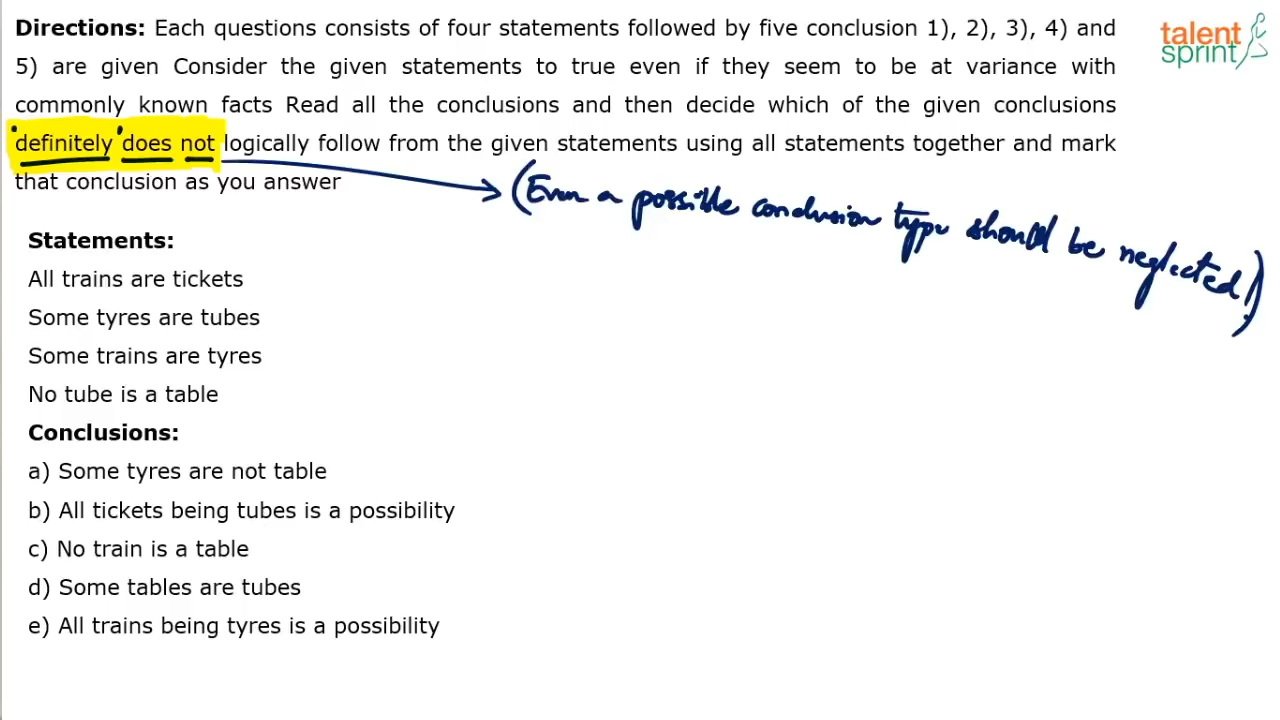 Directions: Each questions consists of four statements followed by five conclusion 1), 2), 3), 4) and
5) are given Consider the given statements to true even if they seem to be at variance with
commonly known facts Read all the conclusions and then decide which of the given conclusions
definitely does not logically follow from the given statements using all statements together and mark
that conclusion as you answer
talent
sprint
(Even a possible conclusion type should be neglected!)
Statements:
All trains are tickets
Some tyres are tubes
Some trains are tyres
No tube is a table
Conclusions:
a) Some tyres are not table
b) All tickets being tubes is a possibility
c) No train is a table
d) Some tables are tubes
e) All trains being tyres is a possibility